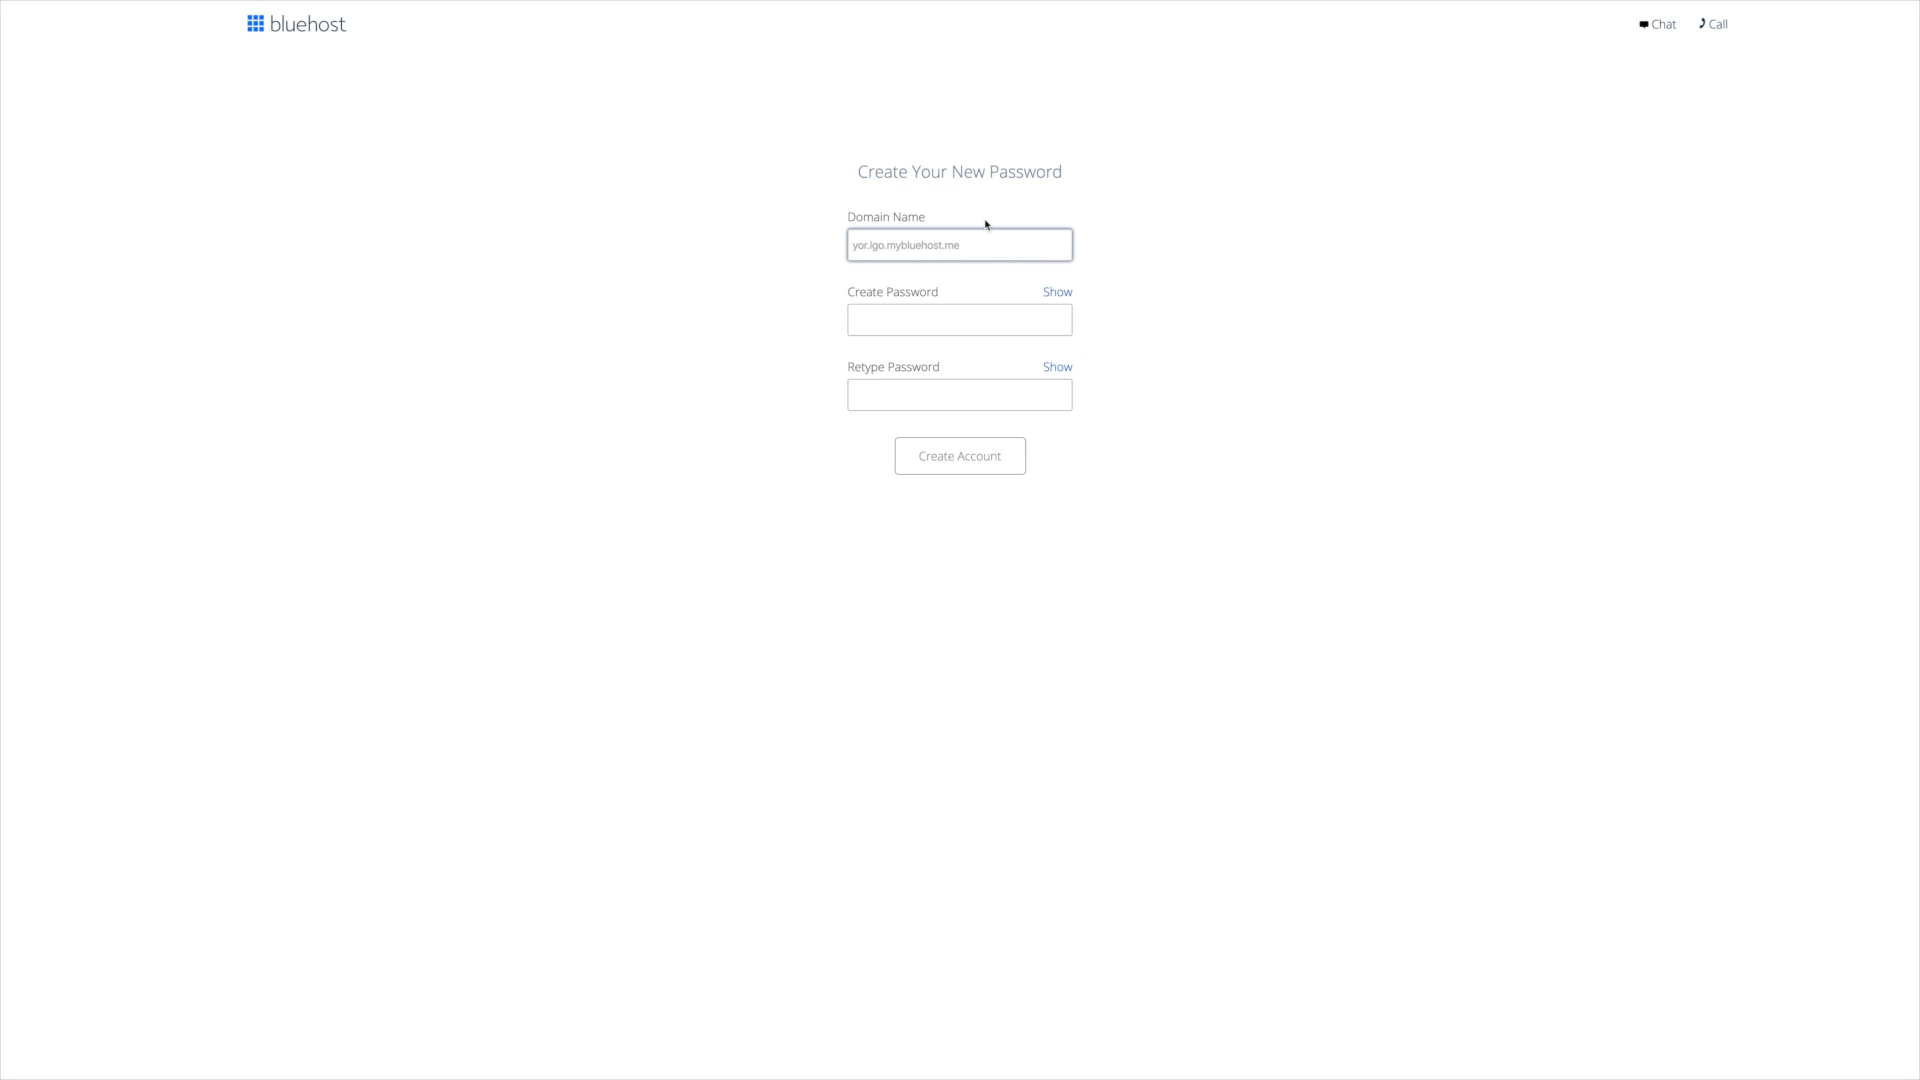 bluehost
Chat
Call
Create Your New Password
Domain Name
yor.lgo.mybluehost.me
Create Password
Show
Retype Password
Show
Create Account